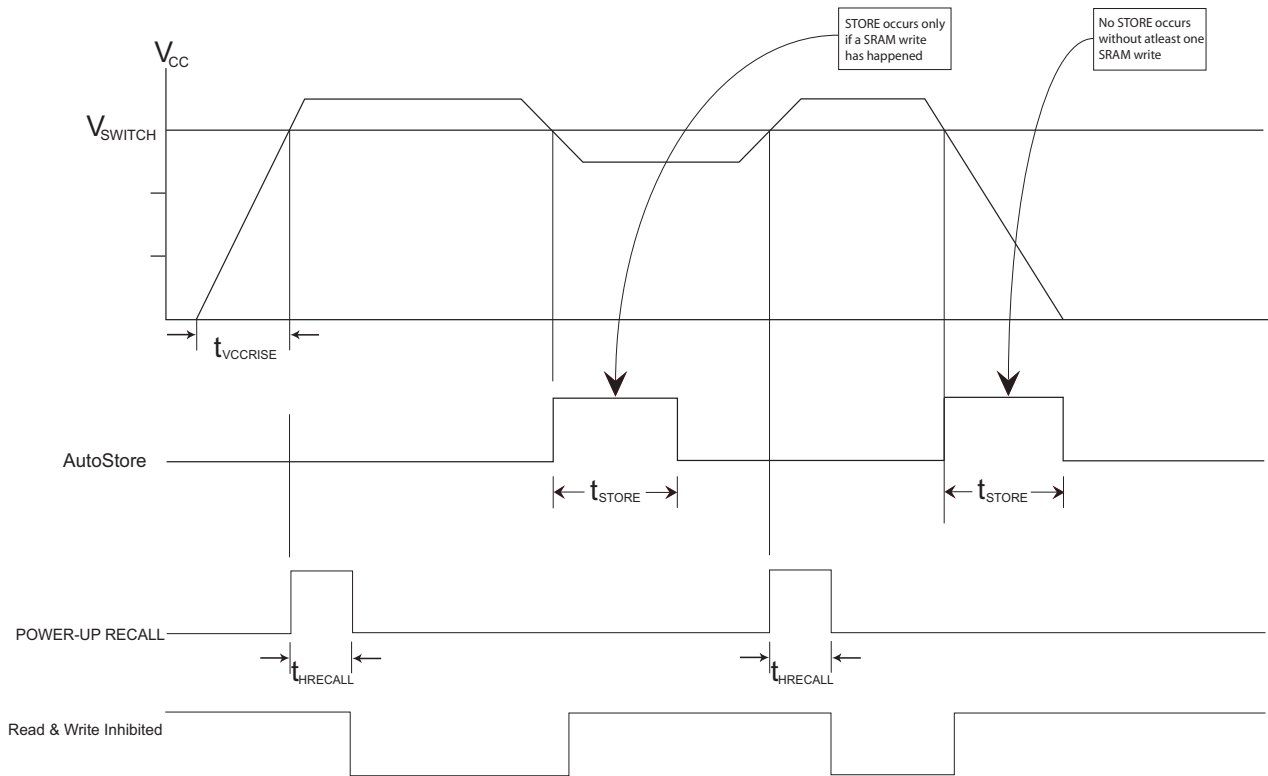 STORE occurs only
if a SRAM write
has happened
No STORE occurs
without atleast one
SRAM write
VCC
VSWITCH
tVCCRISE
AutoStore
tSTORE
tSTORE
POWER-UP RECALL
tHRECALL
tHRECALL
Read & Write Inhibited